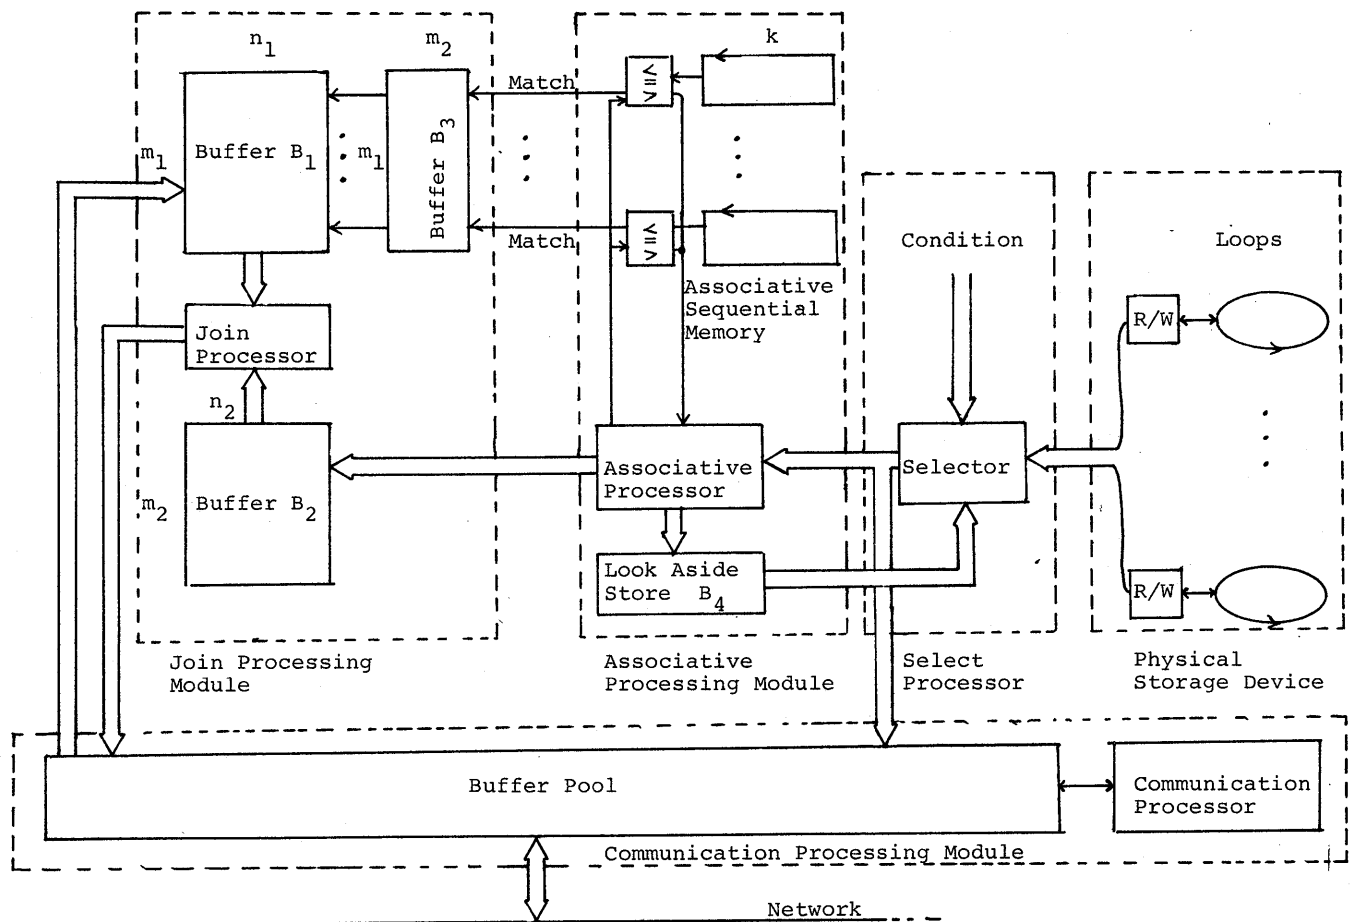 n1
m2
k
Match
<=>
Buffer B1
m1
m1
Buffer B3
Match
<=>
Condition
Loops
Associative
Sequential
Memory
R/W
Join
Processor
n2
Associative
Processor
Selector
m2
Buffer B2
Look Aside
Store B4
R/W
Join Processing
Module
Associative
Processing Module
Select
Processor
Physical
Storage Device
Buffer Pool
Communication
Processor
Communication Processing Module
Network